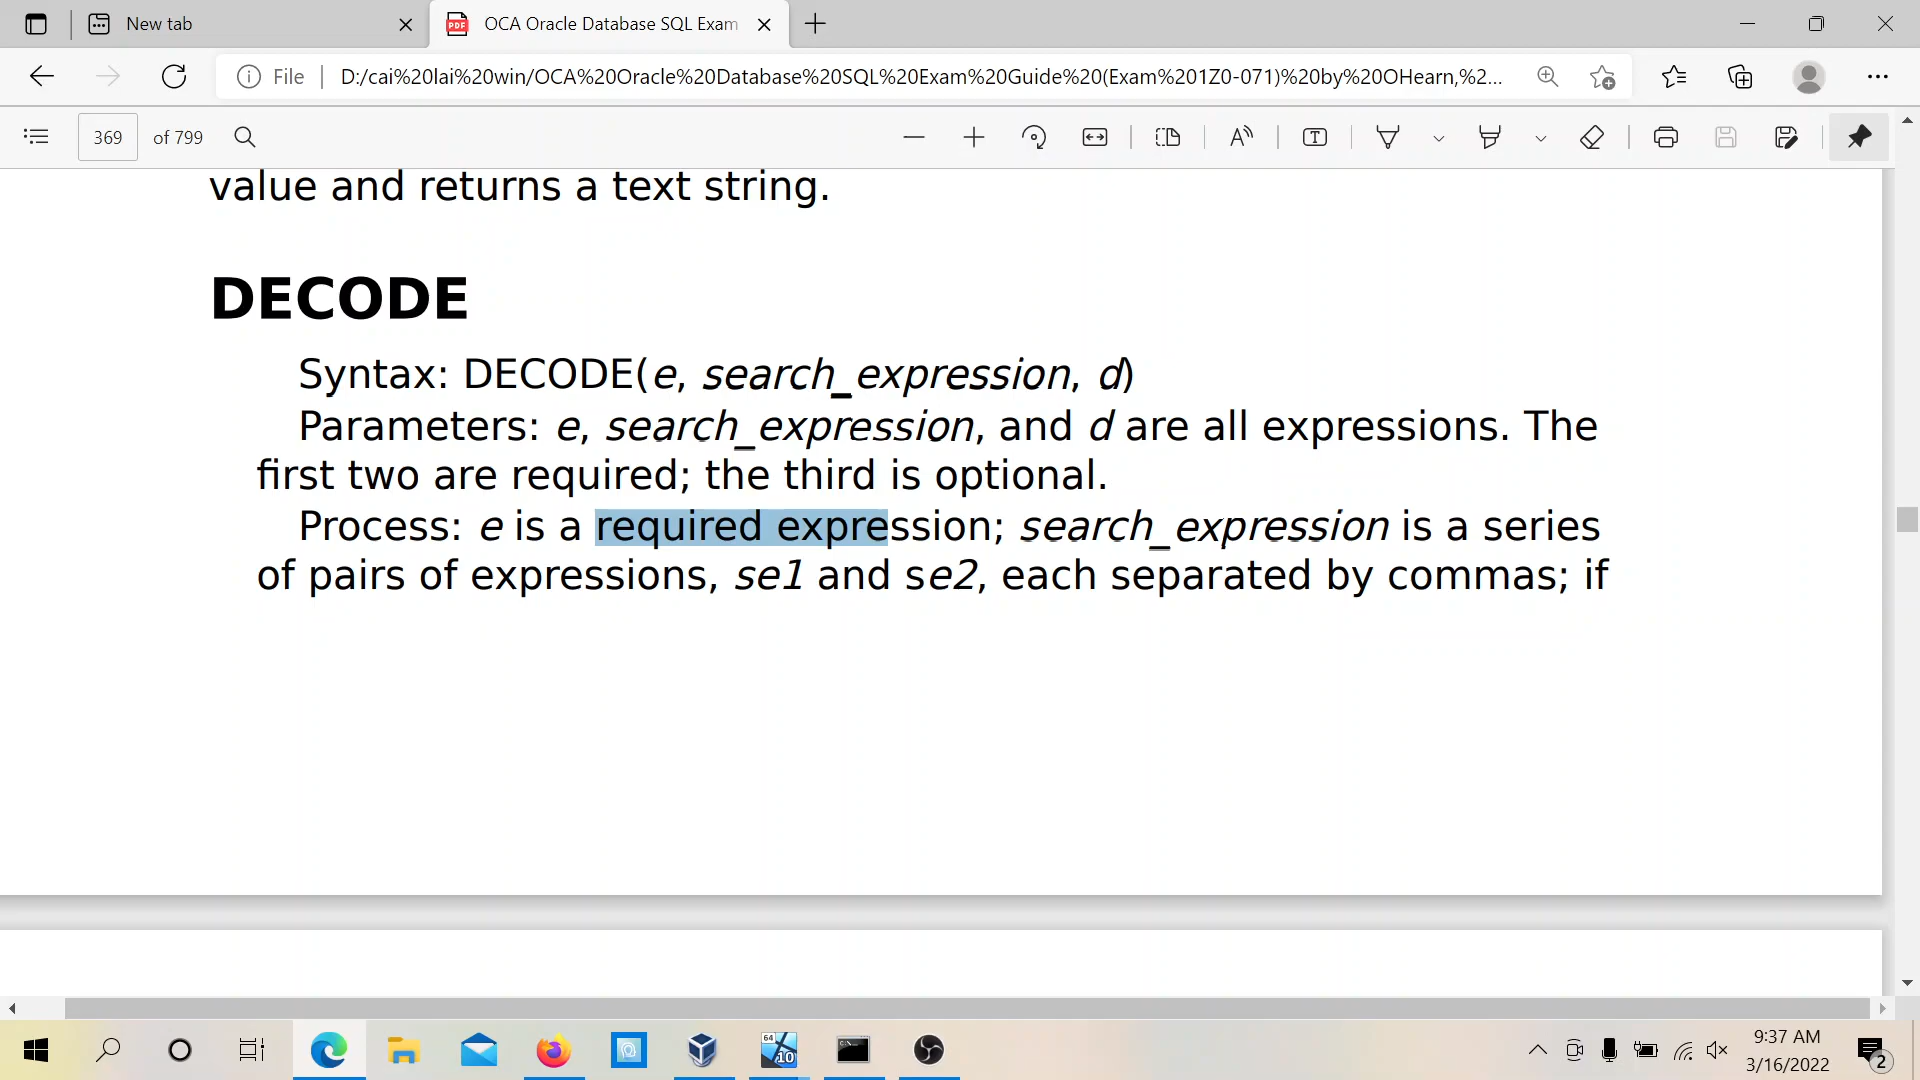 New tab
OCA Oracle Database SQL Exam
File
D:/cai%20lai%20win/OCA%20Oracle%20Database%20SQL%20Exam%20Guide%20(Exam%201Z0-071)%20by%20OHearn,%2...
369 of 799
value and returns a text string.
DECODE
Syntax: DECODE(e, search_expression, d)
Parameters: e, search_expression, and d are all expressions. The
first two are required; the third is optional.
Process: e is a required expression; search_expression is a series
of pairs of expressions, se1 and se2, each separated by commas; if
9:37 AM
3/16/2022
2
64
10
PDF